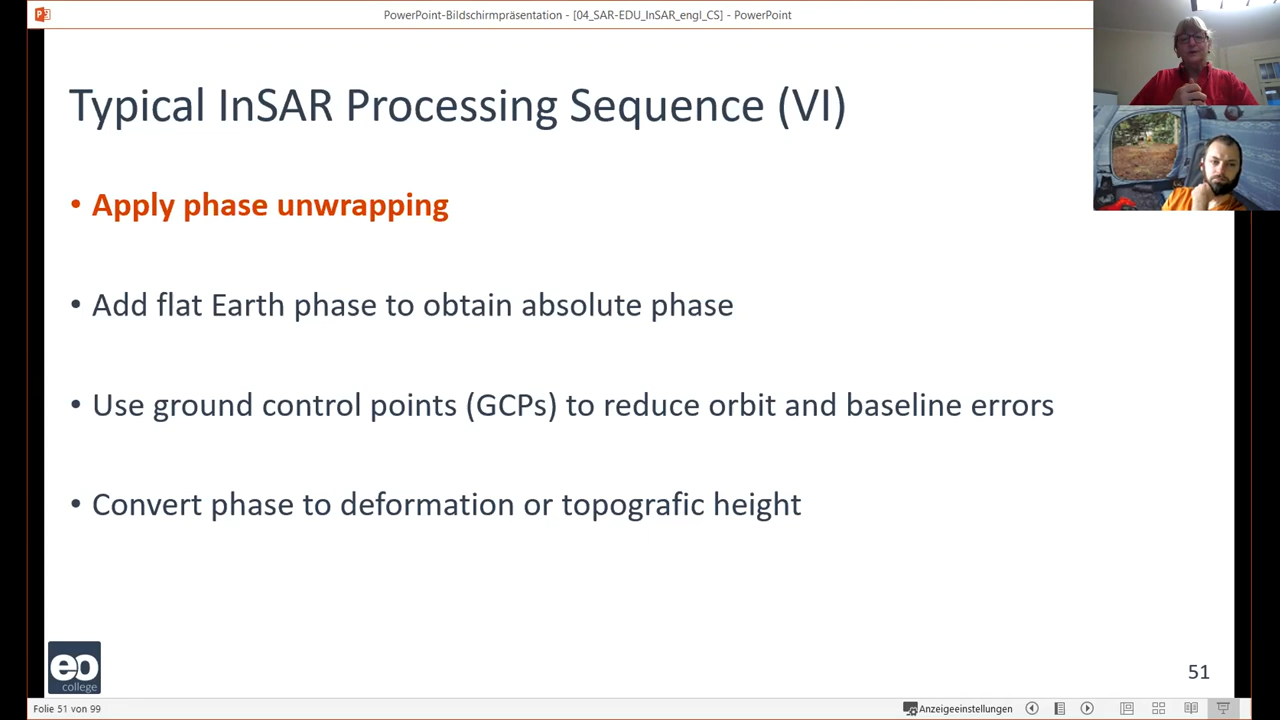 PowerPoint-Bildschirmpräsentation - [04_SAR-EDU_InSAR_engl_CS] - PowerPoint
Typical InSAR Processing Sequence (VI)
• Apply phase unwrapping
• Add flat Earth phase to obtain absolute phase
• Use ground control points (GCPs) to reduce orbit and baseline errors
• Convert phase to deformation or topografic height
eo
college
51
Folie 51 von 99
Anzeigeeinstellungen